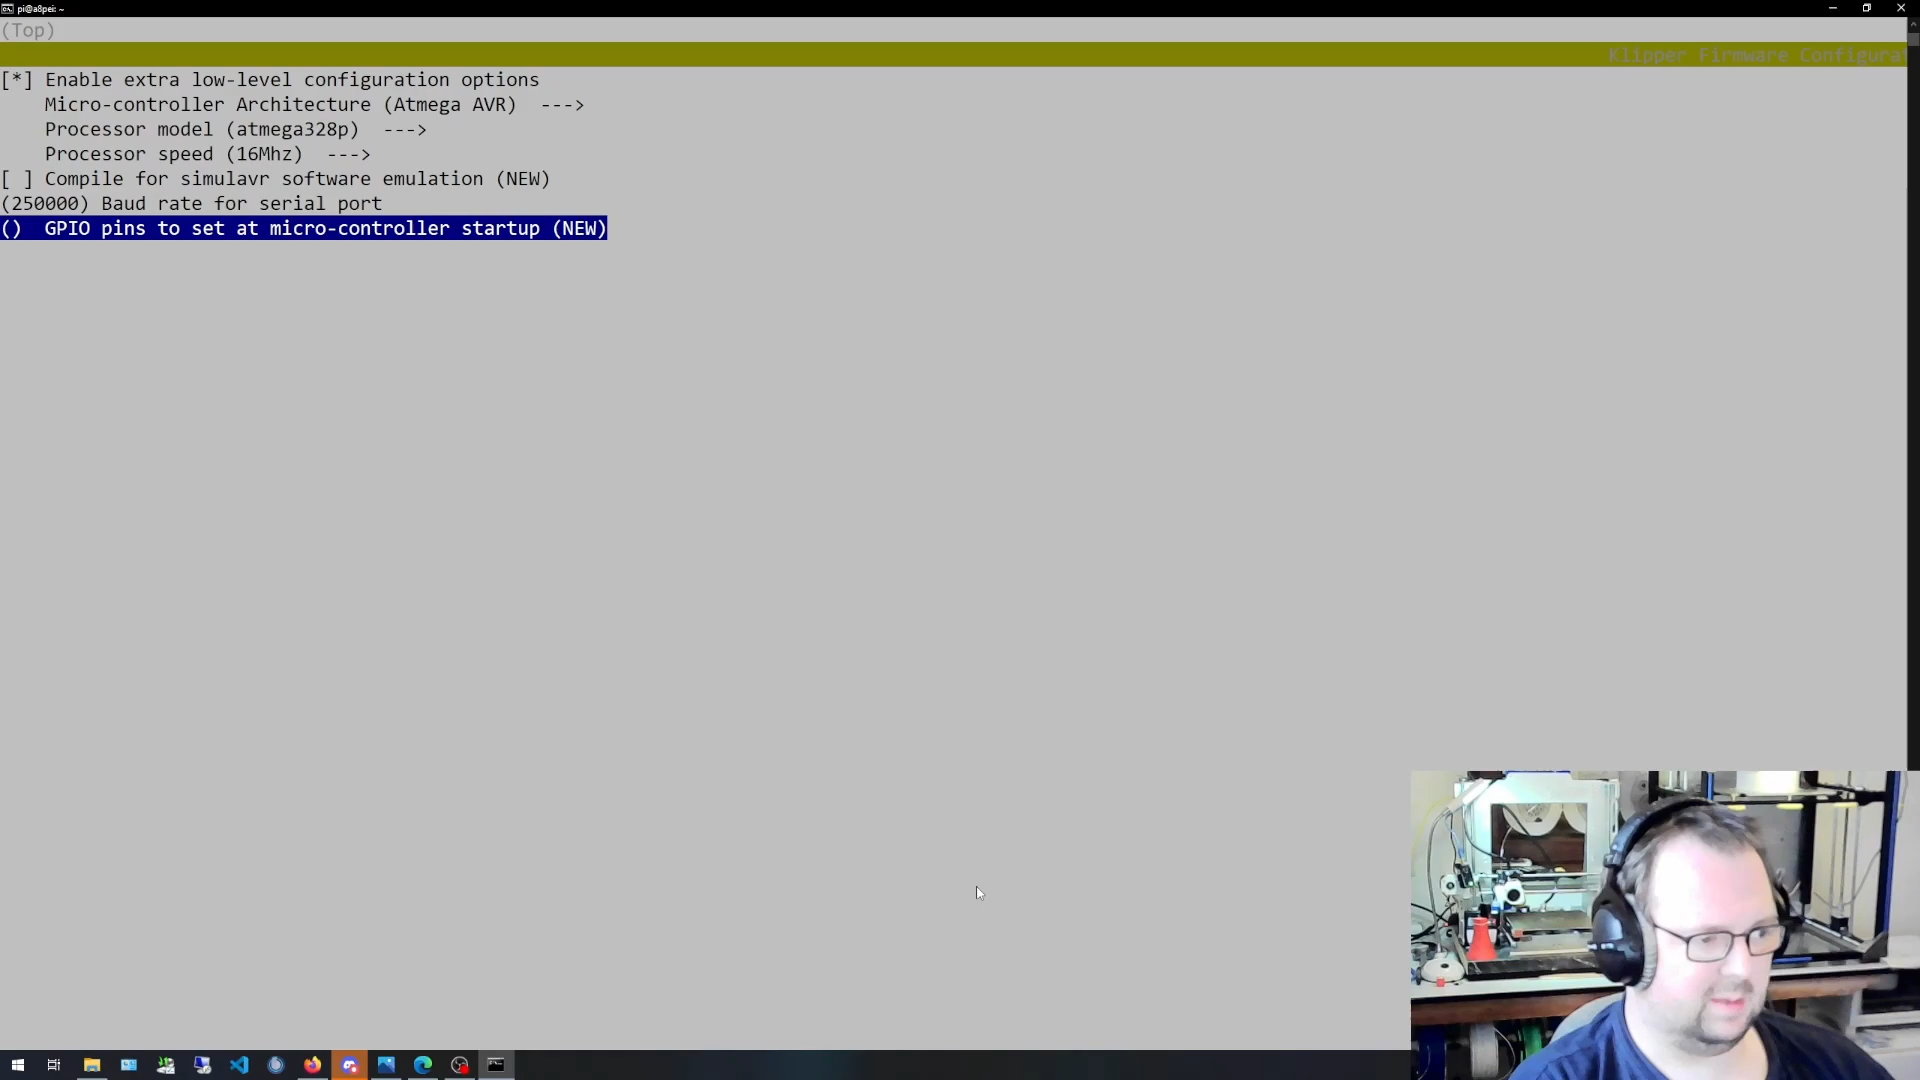 pi@a8pei: ~
(Top)
Klipper Firmware Configurat
[*] Enable extra low-level configuration options
Micro-controller Architecture (Atmega AVR) --->
Processor model (atmega328p) --->
Processor speed (16Mhz) --->
[ ] Compile for simulavr software emulation (NEW)
(250000) Baud rate for serial port
() GPIO pins to set at micro-controller startup (NEW)